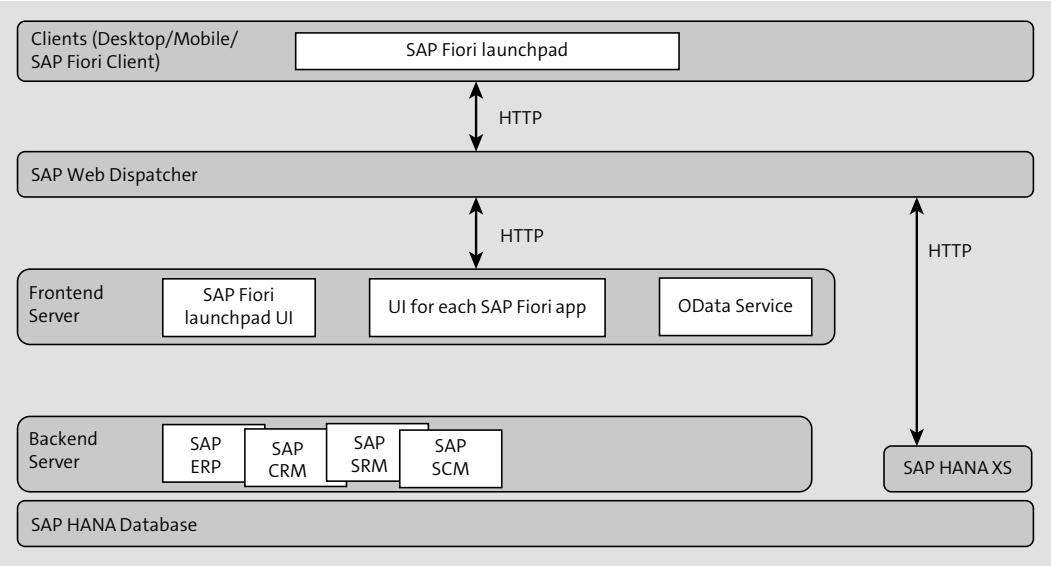 Clients (Desktop/Mobile/
SAP Fiori Client)
SAP Fiori launchpad
HTTP
SAP Web Dispatcher
HTTP
HTTP
Frontend
Server
SAP Fiori
launchpad UI
UI for each SAP Fiori app
OData Service
Backend
Server
SAP
ERP
SAP
CRM
SAP
SRM
SAP
SCM
SAP HANA XS
SAP HANA Database